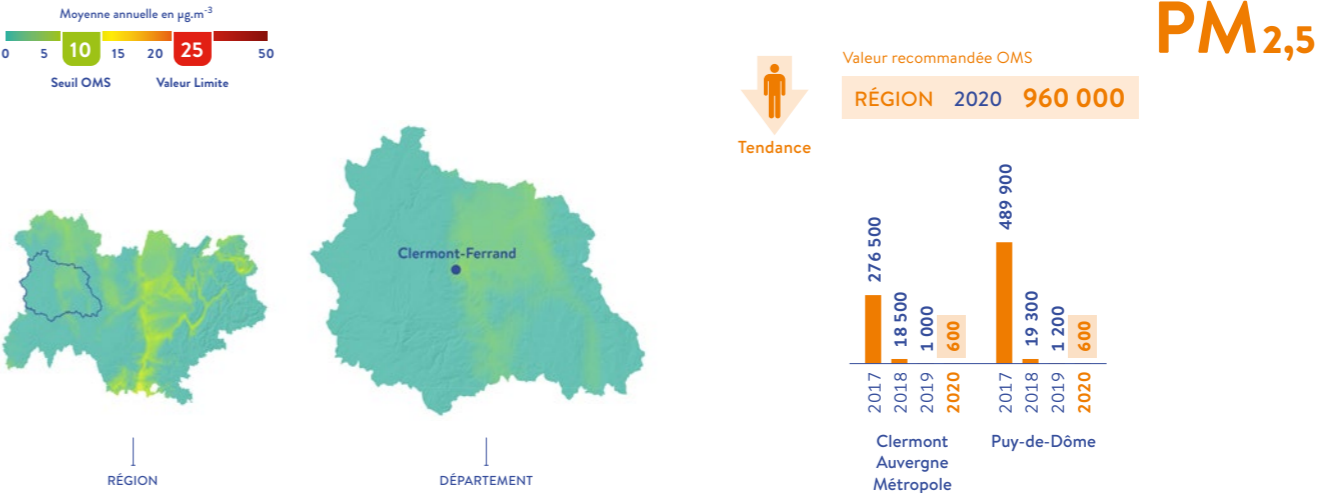 Moyenne annuelle en µg.m-3
0 5 10 15 20 25 50
Seuil OMS Valeur Limite
Clermont-Ferrand
RÉGION
DÉPARTEMENT
PM2,5
Valeur recommandée OMS
RÉGION 2020 960 000
Tendance
276 500 18 500 1 000 600
489 900 19 300 1 200 600
2017 2018 2019 2020
2017 2018 2019 2020
Clermont
Auvergne
Métropole
Puy-de-Dôme